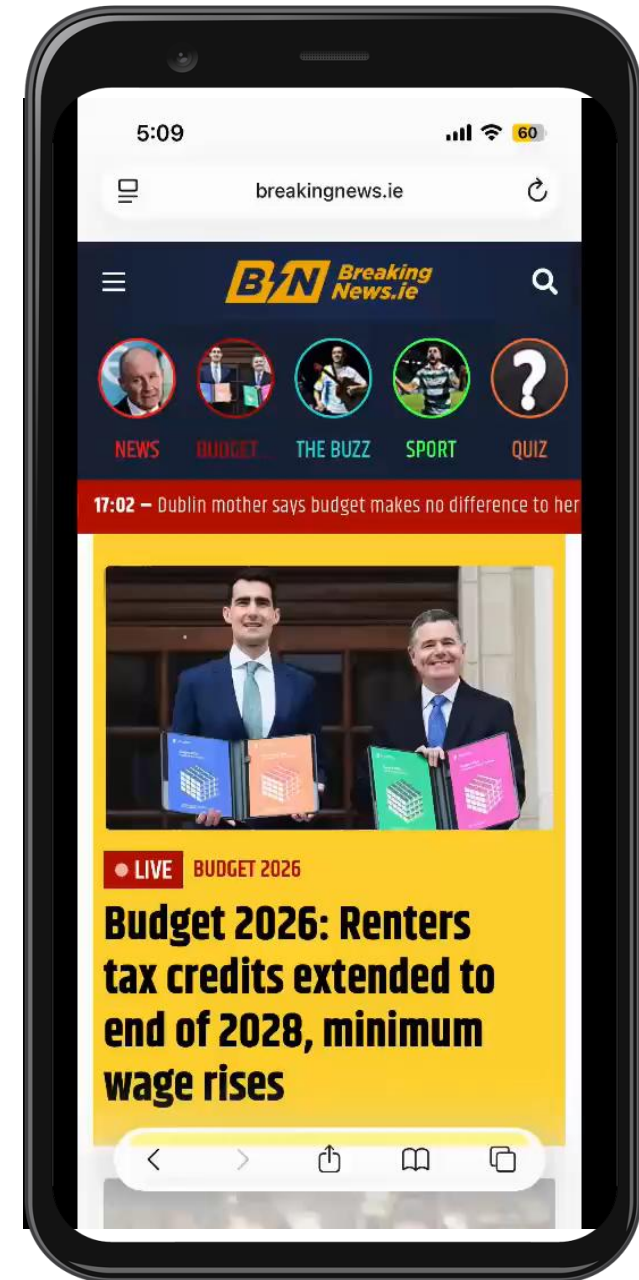 5:09
60
breakingnews.ie
BN Breaking
News.ie
NEWS
BUDGET...
THE BUZZ
SPORT
QUIZ
17:02 – Dublin mother says budget makes no difference to her
LIVE BUDGET 2026
Budget 2026: Renters
tax credits extended to
end of 2028, minimum
wage rises